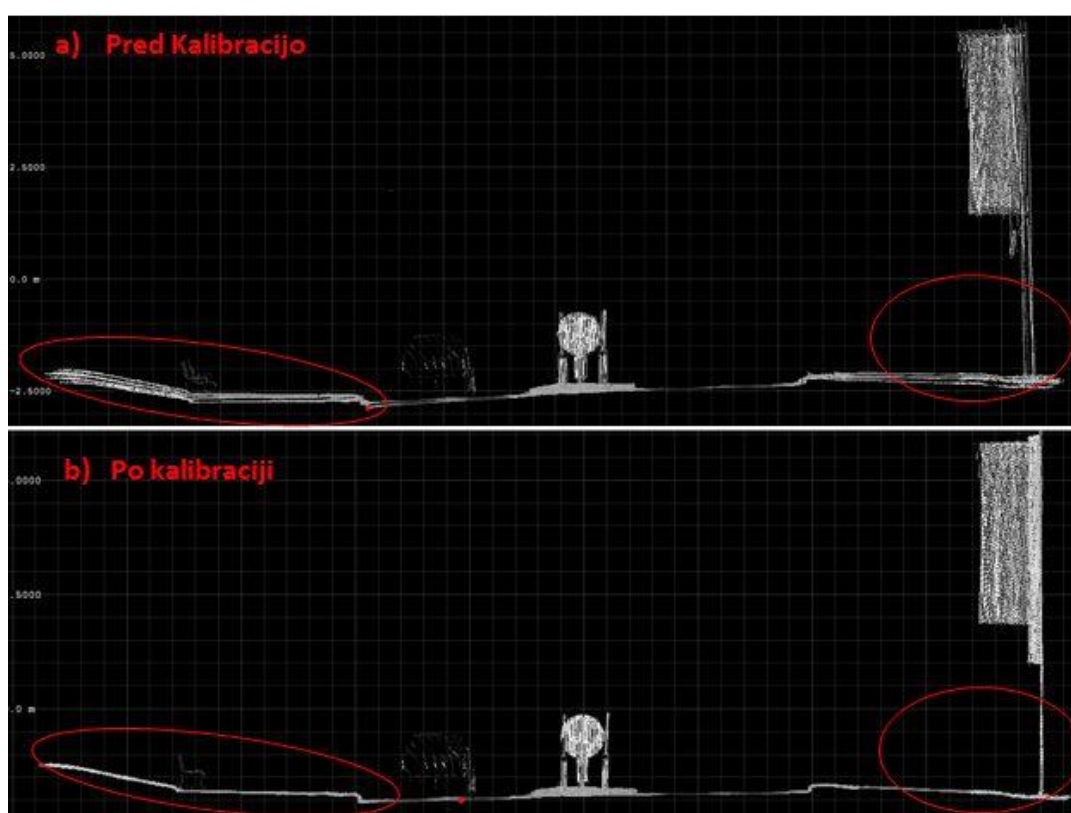 a) Pred Kalibracijo
5.0000
2.5000
0.0 m
-2.5000
b) Po kalibraciji
.0000
.5000
.0 m